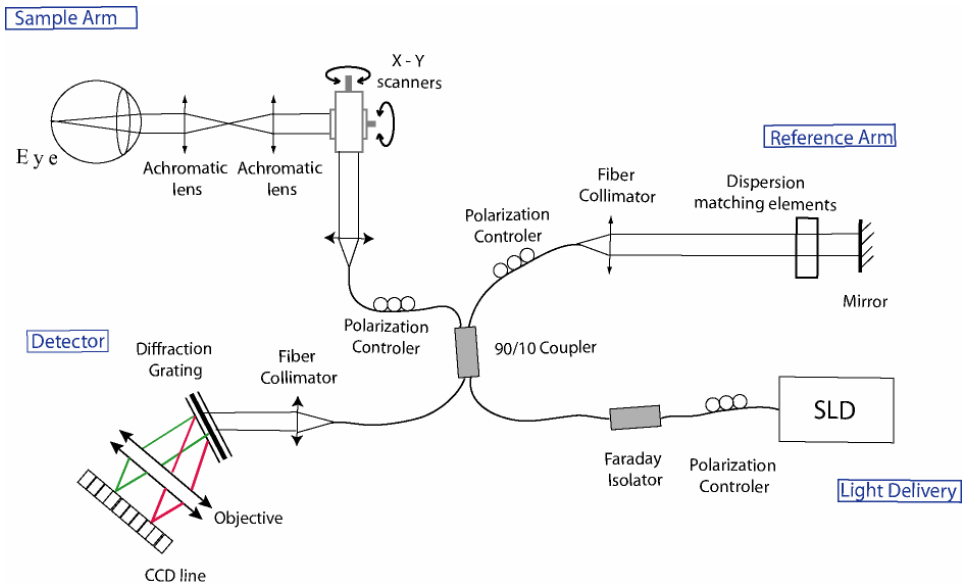 Sample Arm
X - Y
scanners
Eye
Achromatic
lens
Achromatic
lens
Reference Arm
Fiber
Collimator
Dispersion
matching elements
Polarization
Controler
Mirror
Polarization
Controler
90/10 Coupler
Detector
Diffraction
Grating
Fiber
Collimator
SLD
Faraday
Isolator
Polarization
Controler
Light Delivery
Objective
CCD line